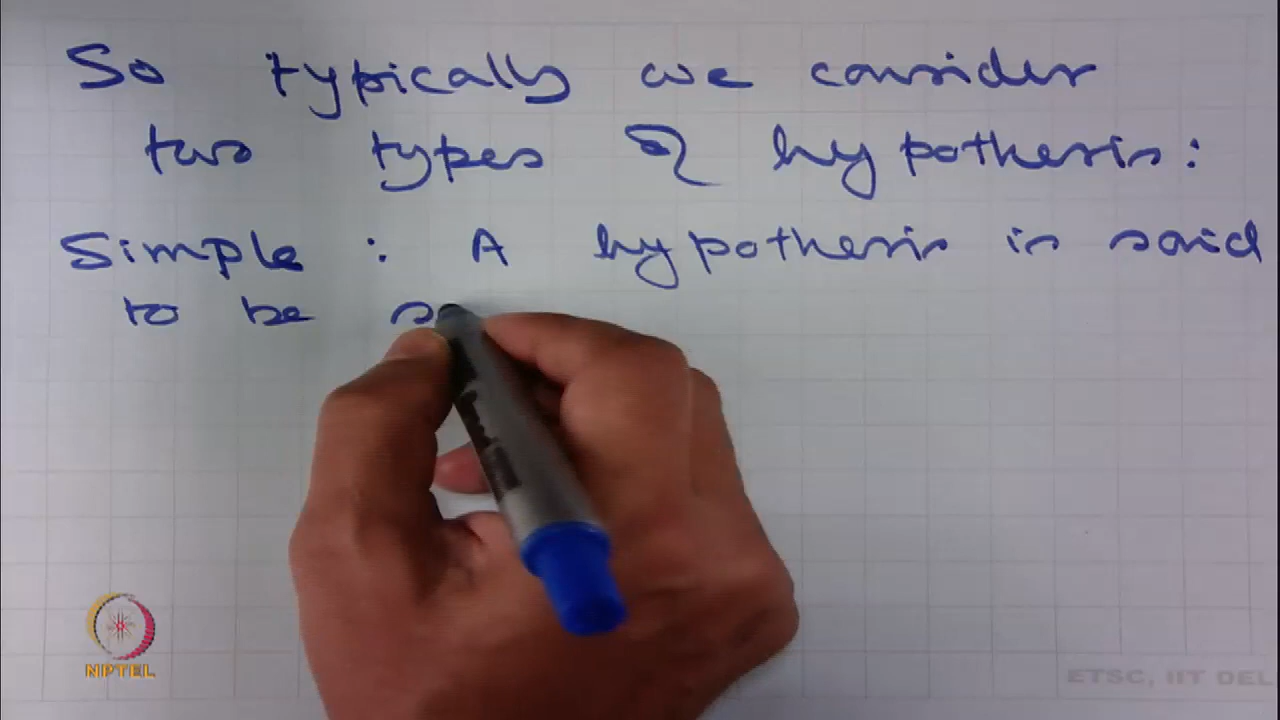 So typically we consider
two types of hypothesis:
Simple : A hypothesis is said
to be s
NPTEL
ETSC, IIT DEL